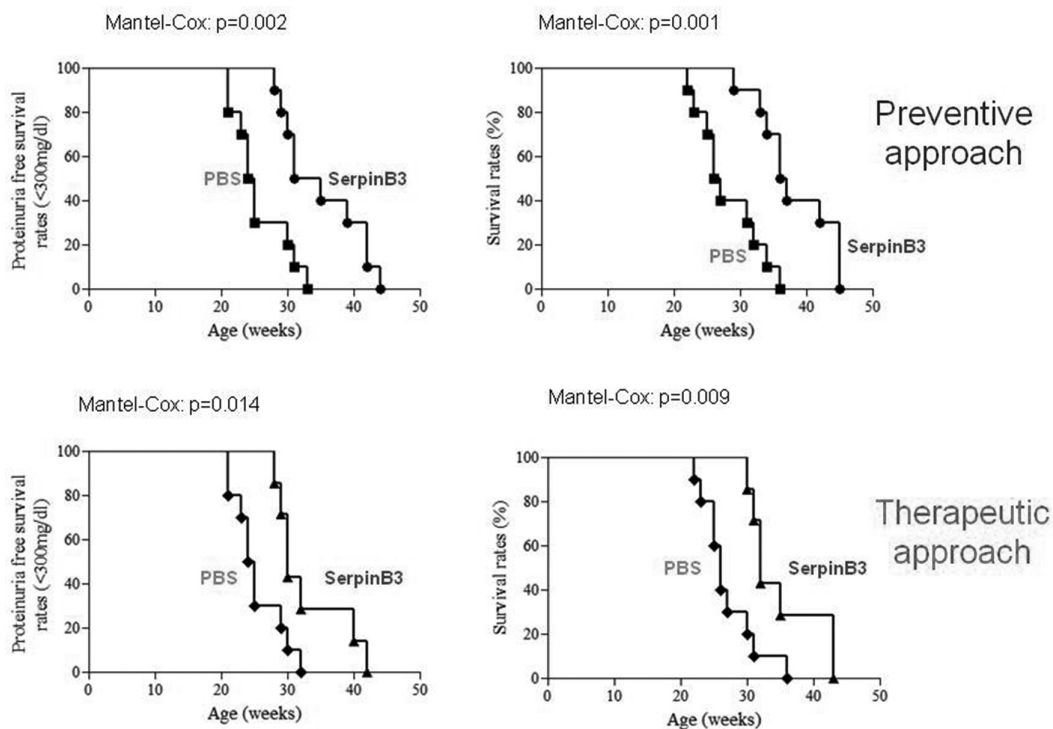 Mantel-Cox: p=0.002
Proteinuria free survival
rates (<300mg/dl)
100
80
60
40
20
0
PBS
SerpinB3
0 10 20 30 40 50
Age (weeks)
Mantel-Cox: p=0.001
Survival rates (%)
100
80
60
40
20
0
PBS
SerpinB3
0 10 20 30 40 50
Age (weeks)
Preventive
approach
Mantel-Cox: p=0.014
Proteinuria free survival
rates (<300mg/dl)
100
80
60
40
20
0
PBS
SerpinB3
0 10 20 30 40 50
Age (weeks)
Mantel-Cox: p=0.009
Survival rates (%)
100
80
60
40
20
0
PBS
SerpinB3
0 10 20 30 40 50
Age (weeks)
Therapeutic
approach